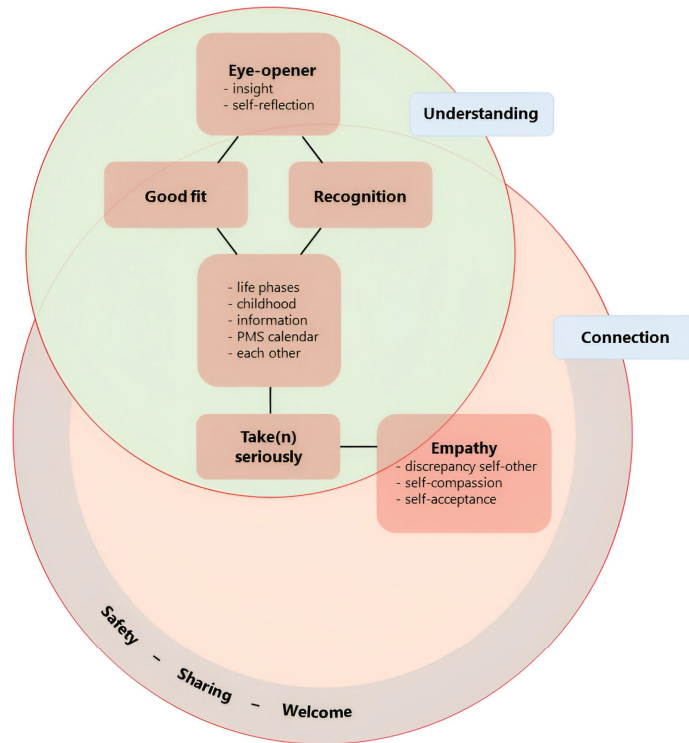 Eye-opener
- insight
- self-reflection
Understanding
Good fit
Recognition
- life phases
- childhood
- information
- PMS calendar
- each other
Connection
Take(n)
seriously
Empathy
- discrepancy self-other
- self-compassion
- self-acceptance
Safety – Sharing – Welcome